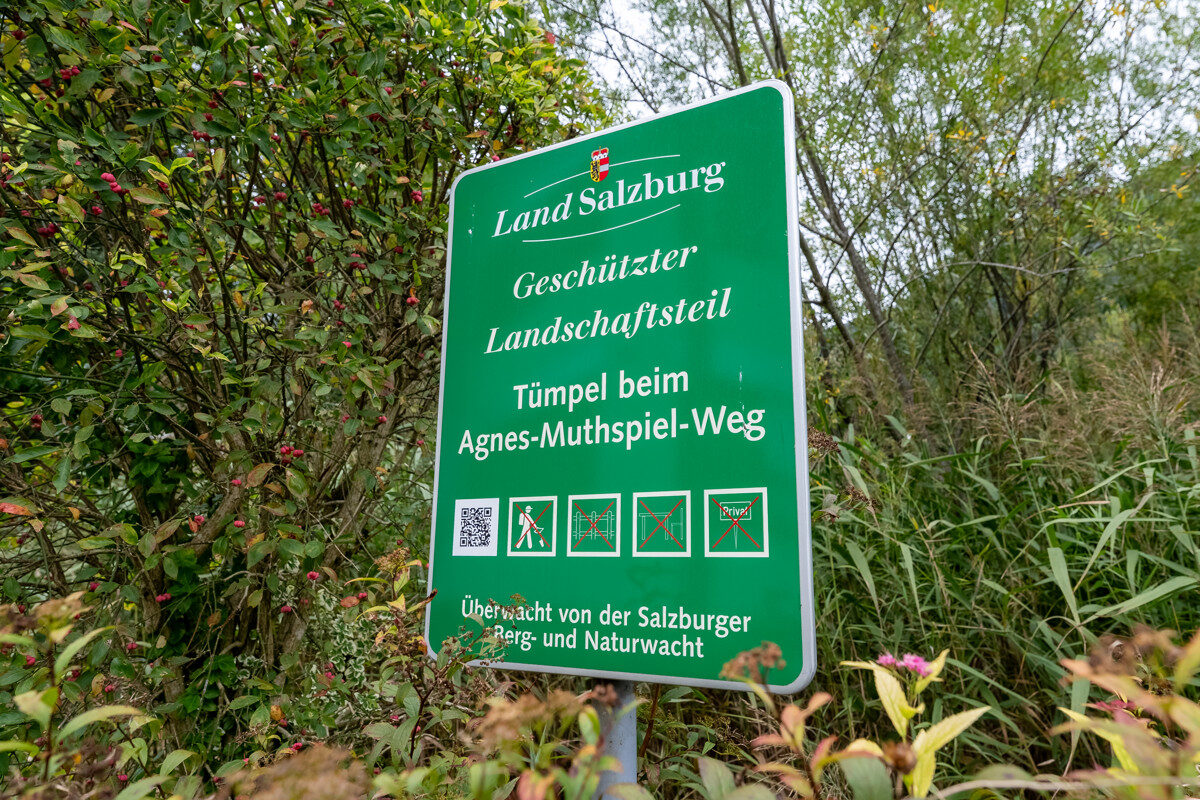 Land Salzburg
Geschützter
Landschaftsteil
Tümpel beim
Agnes-Muthspiel-Weg
Privat
Überwacht von der Salzburger
Berg- und Naturwacht